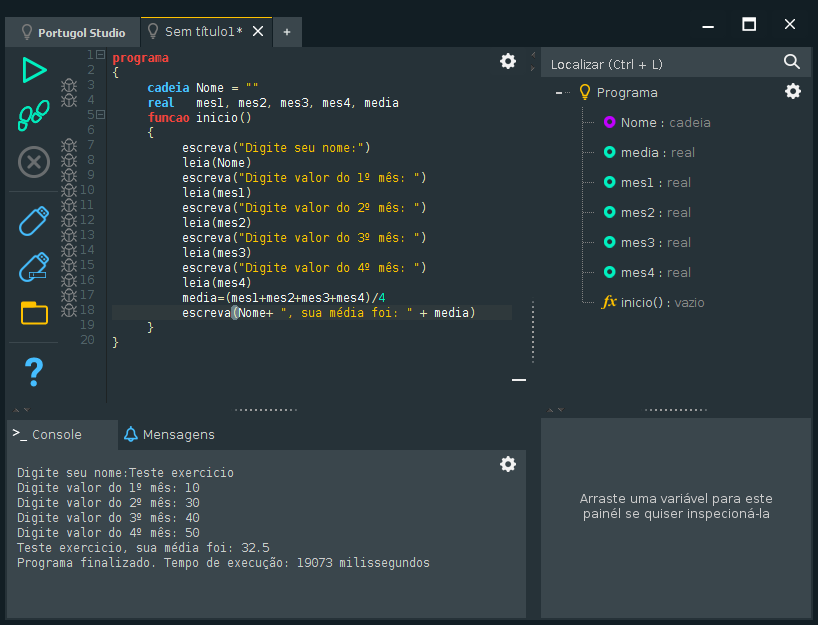 Portugol Studio
Sem título1*
+
1 programa
2 {
3 cadeia Nome = ""
4 real mes1, mes2, mes3, mes4, media
5 funcao inicio()
6 {
7 escreva("Digite seu nome:")
8 leia(Nome)
9 escreva("Digite valor do 1º mês: ")
10 leia(mes1)
11 escreva("Digite valor do 2º mês: ")
12 leia(mes2)
13 escreva("Digite valor do 3º mês: ")
14 leia(mes3)
15 escreva("Digite valor do 4º mês: ")
16 leia(mes4)
17 media=(mes1+mes2+mes3+mes4)/4
18 escreva(Nome+ ", sua média foi: " + media)
19 }
20 }
Localizar (Ctrl + L)
Programa
Nome : cadeia
media : real
mes1 : real
mes2 : real
mes3 : real
mes4 : real
fx inicio() : vazio
?
>_ Console
Mensagens
Digite seu nome:Teste exercicio
Digite valor do 1º mês: 10
Digite valor do 2º mês: 30
Digite valor do 3º mês: 40
Digite valor do 4º mês: 50
Teste exercicio, sua média foi: 32.5
Programa finalizado. Tempo de execução: 19073 milissegundos
Arraste uma variável para este
painél se quiser inspecioná-la